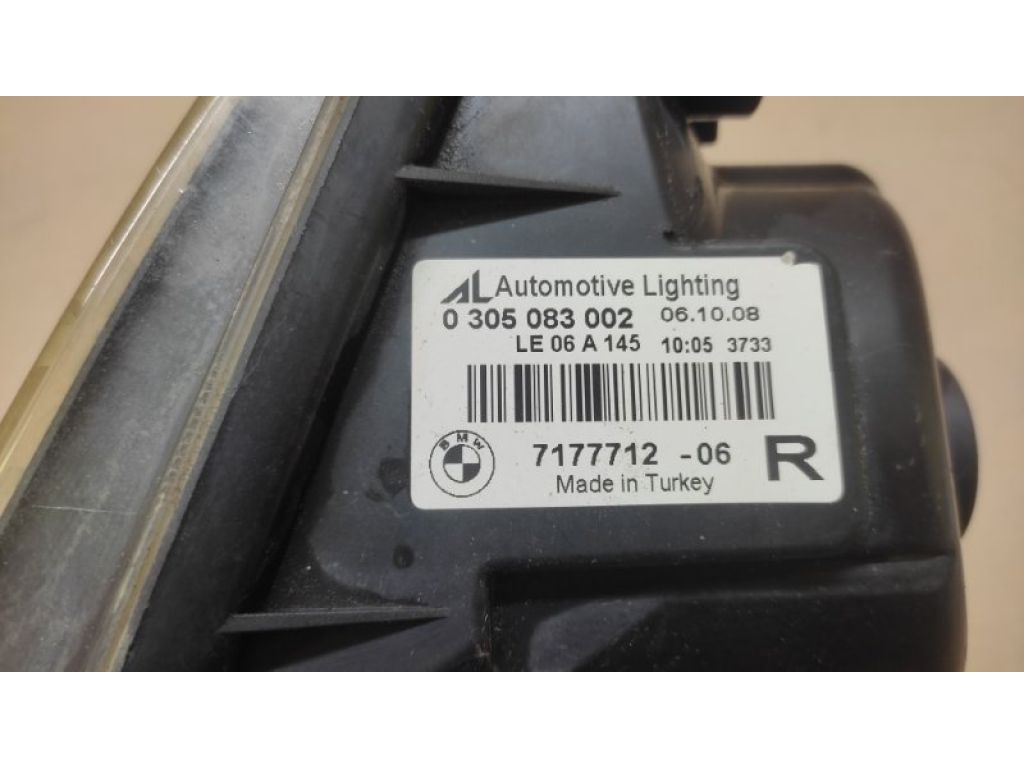 AL Automotive Lighting
0 305 083 002 06.10.08
LE 06 A 145 10:05 3733
BMW
7177712 -06 R
Made in Turkey